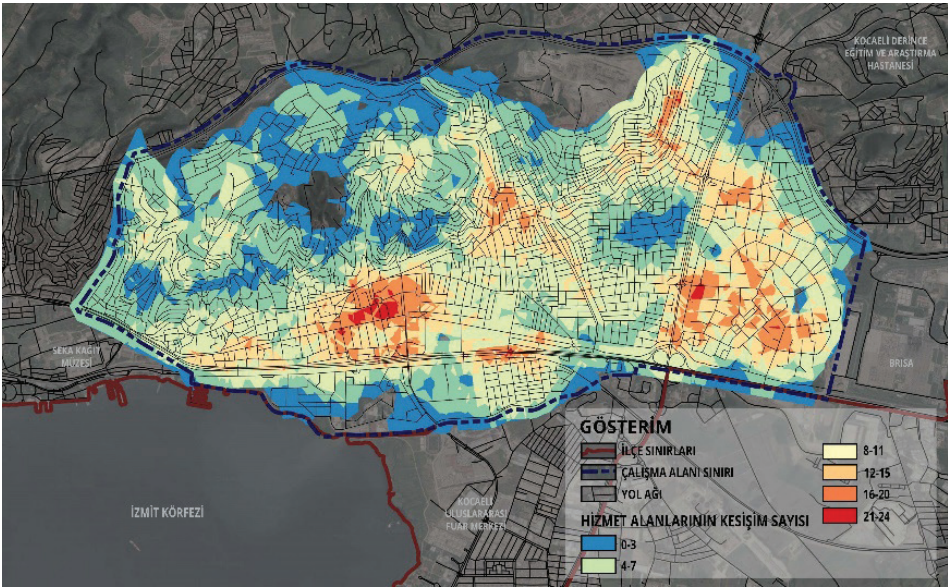 KOCAELİ DERİNCE
EĞİTİM VE ARAŞTIRMA
HASTANESİ
SEKA KAĞIT
MÜZESİ
BRISA
İZMİT KÖRFEZİ
KOCAELİ
ULUSLARARASI
FUAR MERKEZİ
GÖSTERİM
İLÇE SINIRLARI
ÇALIŞMA ALANI SINIRI
YOL AĞI
HİZMET ALANLARININ KESİŞİM SAYISI
0-3
4-7
8-11
12-15
16-20
21-24